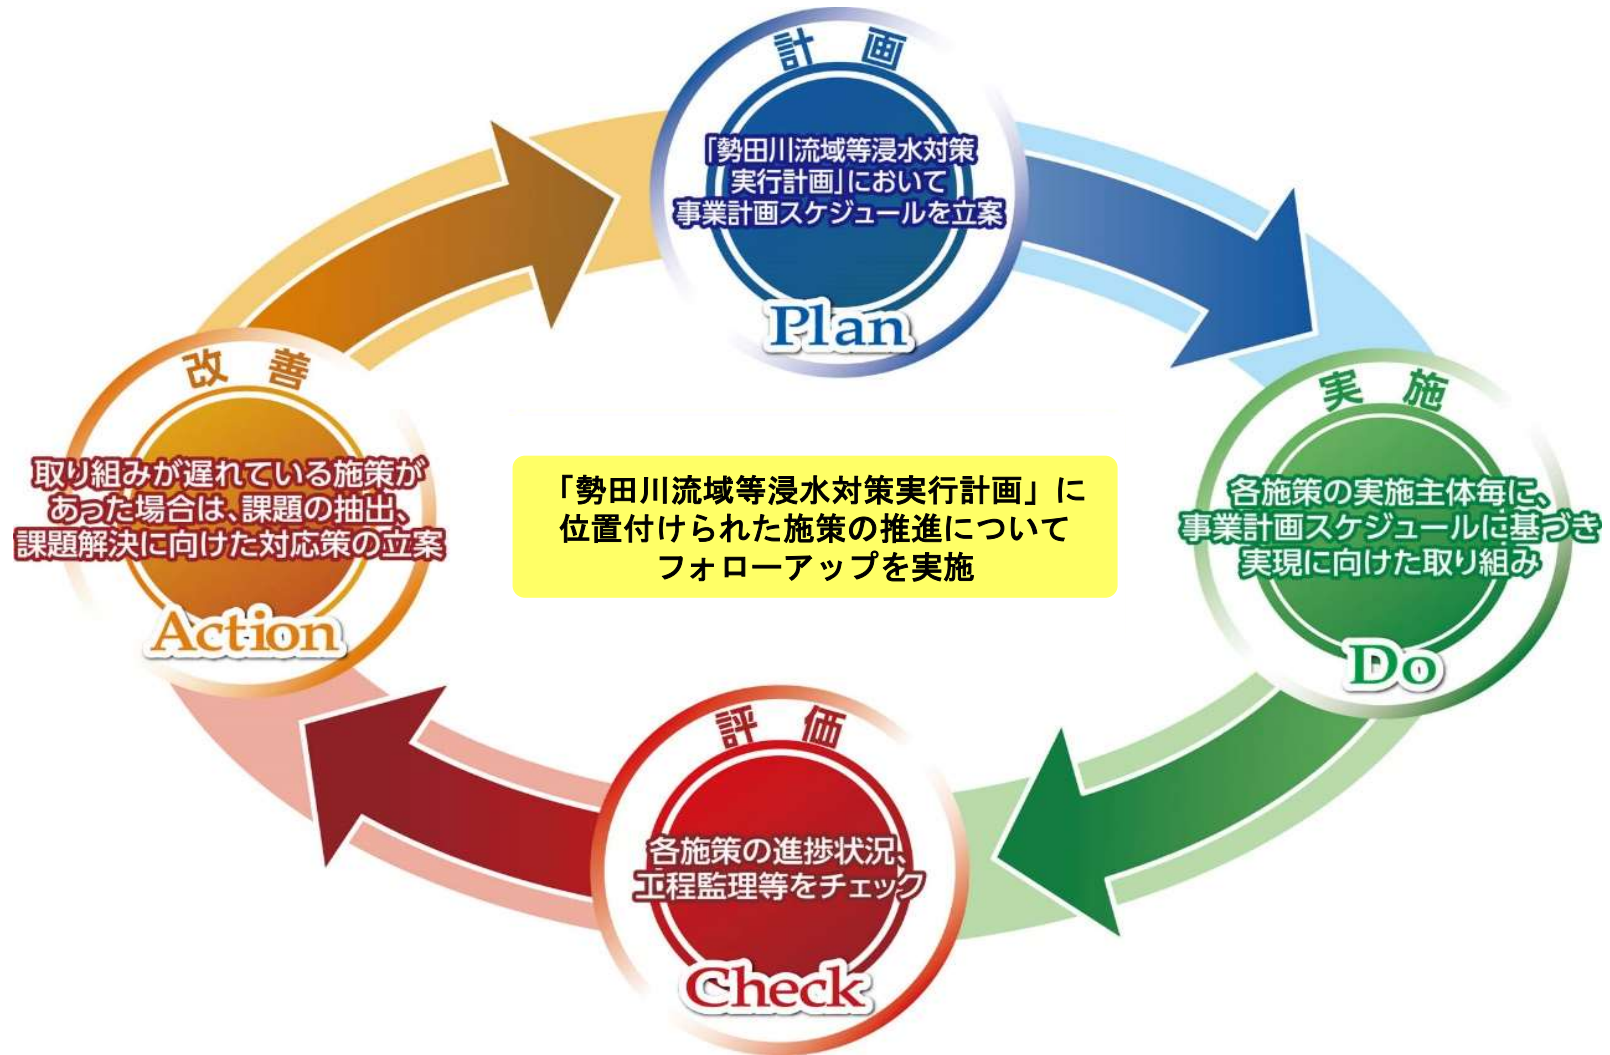 計画
「勢田川流域等浸水対策
実行計画」において
事業計画スケジュールを立案
Plan
実施
各施策の実施主体毎に、
事業計画スケジュールに基づき
実現に向けた取り組み
Do
評価
各施策の進捗状況、
工程監理等をチェック
Check
改善
取り組みが遅れている施策が
あった場合は、課題の抽出、
課題解決に向けた対応策の立案
Action
「勢田川流域等浸水対策実行計画」に
位置付けられた施策の推進について
フォローアップを実施